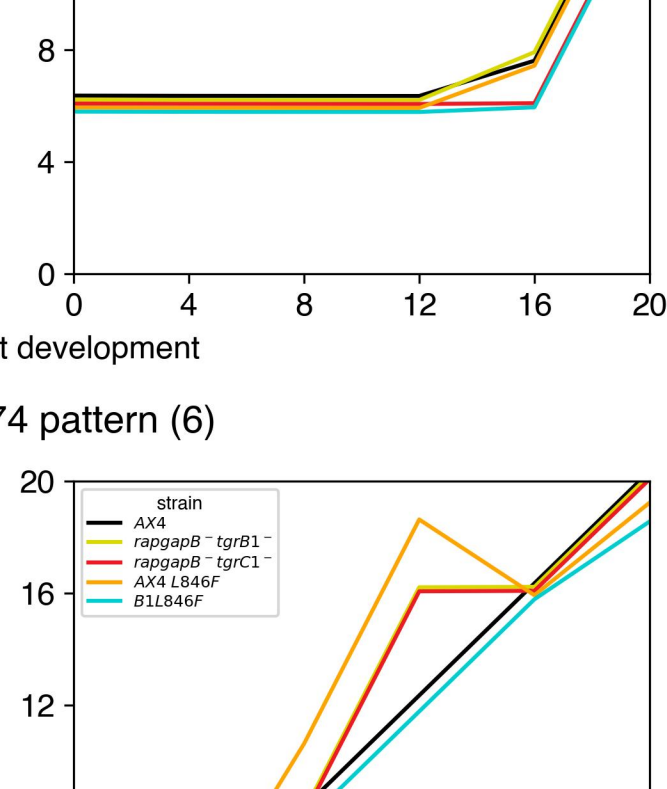 8
4
0
0 4 8 12 16 20
t development
74 pattern (6)
20
16
12
strain
AX4
rapgapB⁻tgrB1⁻
rapgapB⁻tgrC1⁻
AX4 L846F
B1L846F